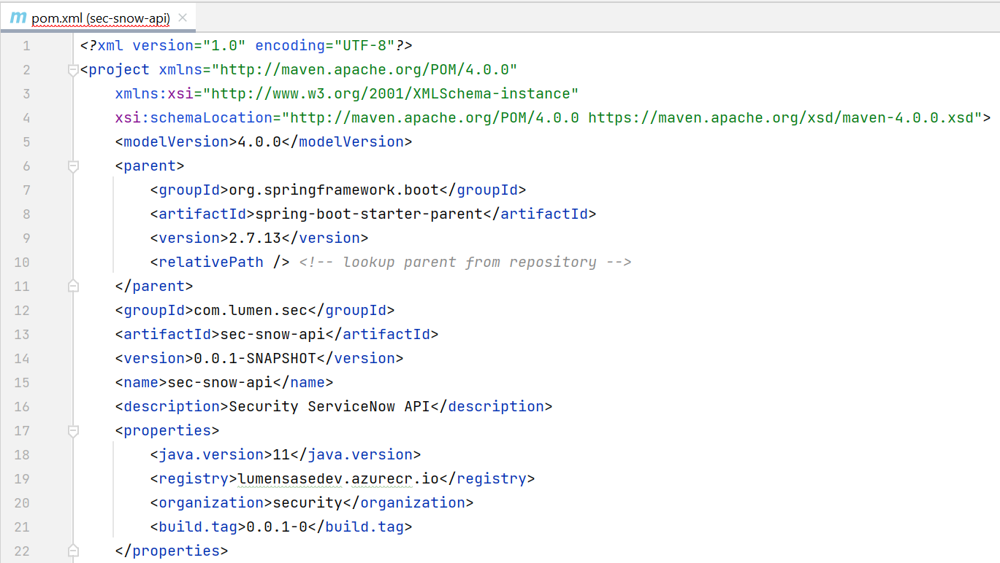 m pom.xml (sec-snow-api) ×
1 <?xml version="1.0" encoding="UTF-8"?>
2 <project xmlns="http://maven.apache.org/POM/4.0.0"
3 xmlns:xsi="http://www.w3.org/2001/XMLSchema-instance"
4 xsi:schemaLocation="http://maven.apache.org/POM/4.0.0 https://maven.apache.org/xsd/maven-4.0.0.xsd">
5 <modelVersion>4.0.0</modelVersion>
6 <parent>
7 <groupId>org.springframework.boot</groupId>
8 <artifactId>spring-boot-starter-parent</artifactId>
9 <version>2.7.13</version>
10 <relativePath /> <!-- lookup parent from repository -->
11 </parent>
12 <groupId>com.lumen.sec</groupId>
13 <artifactId>sec-snow-api</artifactId>
14 <version>0.0.1-SNAPSHOT</version>
15 <name>sec-snow-api</name>
16 <description>Security ServiceNow API</description>
17 <properties>
18 <java.version>11</java.version>
19 <registry>lumensasedev.azurecr.io</registry>
20 <organization>security</organization>
21 <build.tag>0.0.1-0</build.tag>
22 </properties>